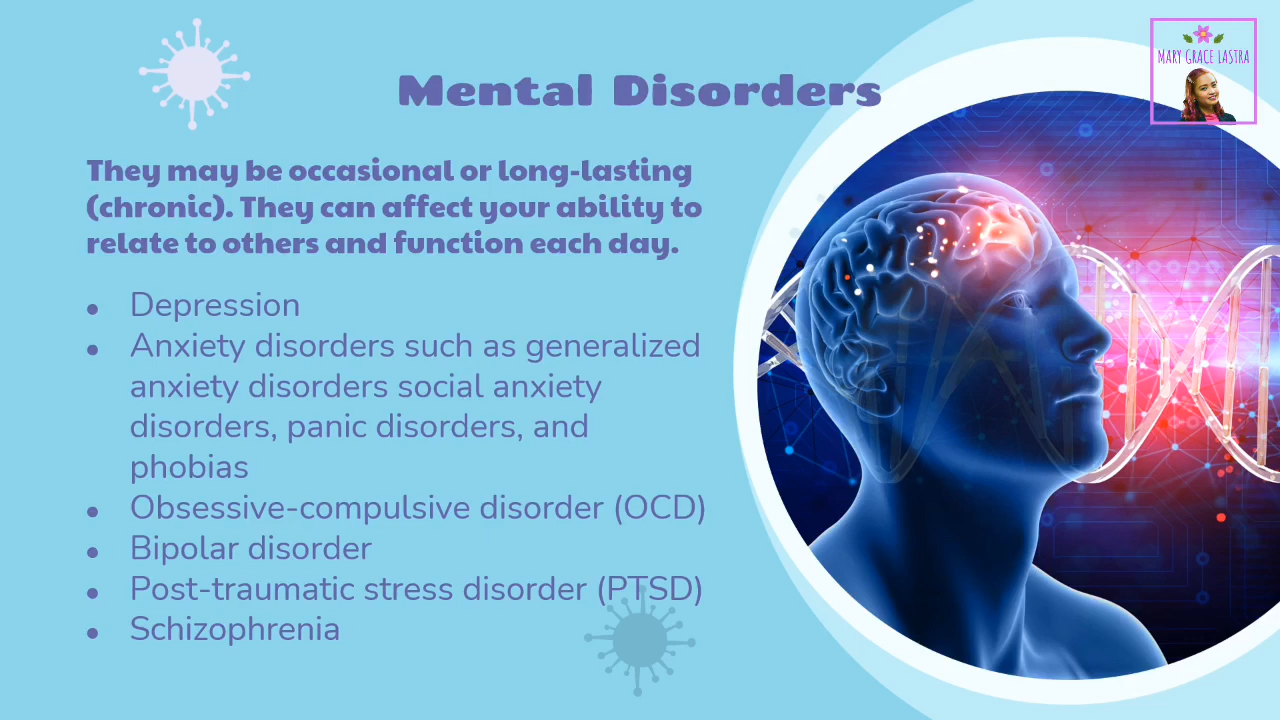 MARY GRACE LASTRA
Mental Disorders
They may be occasional or long-lasting
(chronic). They can affect your ability to
relate to others and function each day.
● Depression
● Anxiety disorders such as generalized
anxiety disorders social anxiety
disorders, panic disorders, and
phobias
● Obsessive-compulsive disorder (OCD)
● Bipolar disorder
● Post-traumatic stress disorder (PTSD)
● Schizophrenia